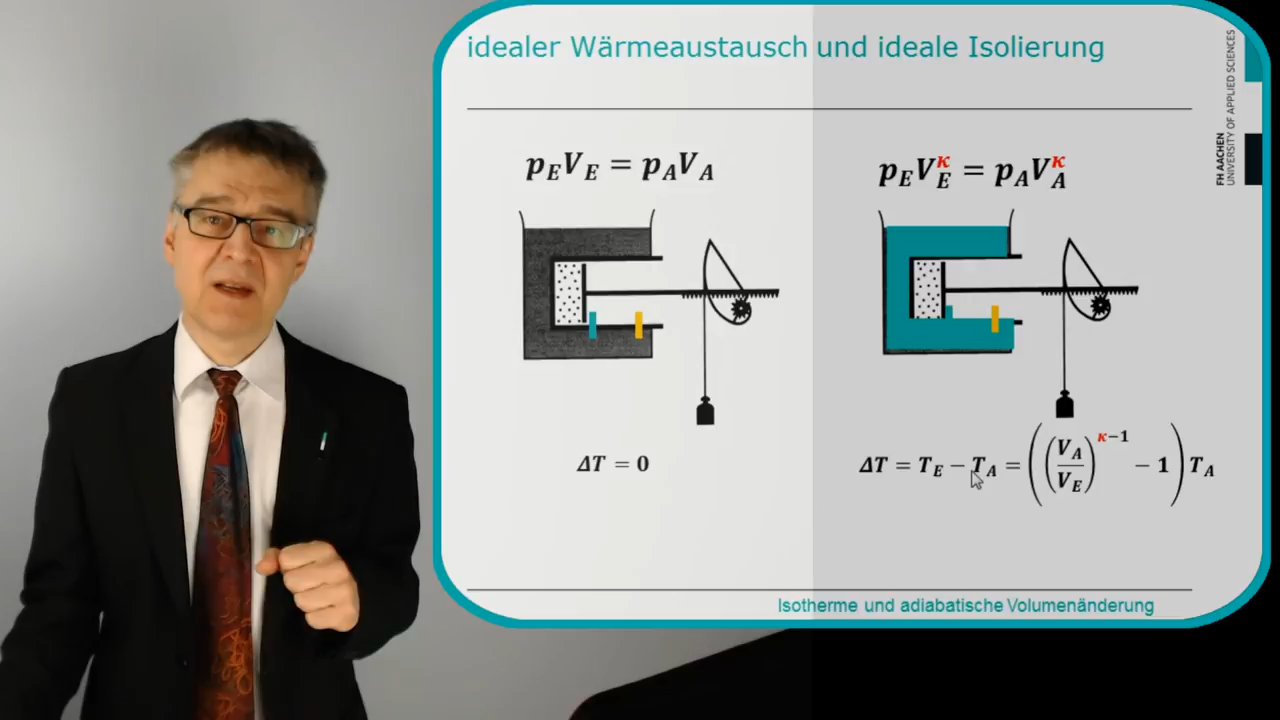 idealer Wärmeaustausch und ideale Isolierung
FH AACHEN
UNIVERSITY OF APPLIED SCIENCES
p_E V_E = p_A V_A
p_E V_E^κ = p_A V_A^κ
ΔT = 0
ΔT = T_E − T_A = ((V_A/V_E)^(κ−1) − 1) T_A
Isotherme und adiabatische Volumenänderung